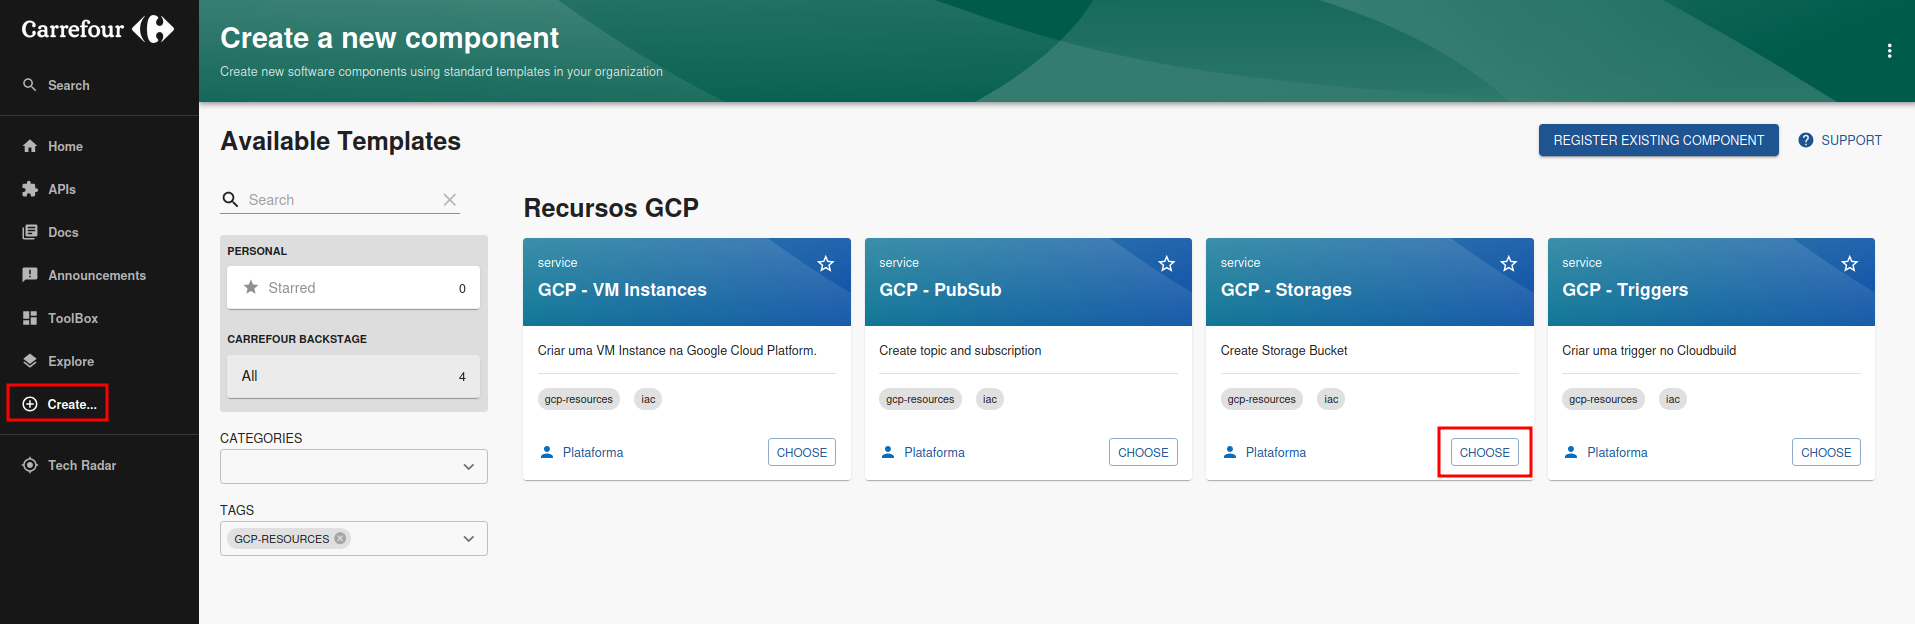 Carrefour
Search
Home
APIs
Docs
Announcements
ToolBox
Explore
Create...
Tech Radar
Create a new component
Create new software components using standard templates in your organization
Available Templates
REGISTER EXISTING COMPONENT
SUPPORT
Search
PERSONAL
Starred 0
CARREFOUR BACKSTAGE
All 4
CATEGORIES
TAGS
GCP-RESOURCES
Recursos GCP
service
GCP - VM Instances
Criar uma VM Instance na Google Cloud Platform.
gcp-resources iac
Plataforma CHOOSE
service
GCP - PubSub
Create topic and subscription
gcp-resources iac
Plataforma CHOOSE
service
GCP - Storages
Create Storage Bucket
gcp-resources iac
Plataforma CHOOSE
service
GCP - Triggers
Criar uma trigger no Cloudbuild
gcp-resources iac
Plataforma CHOOSE